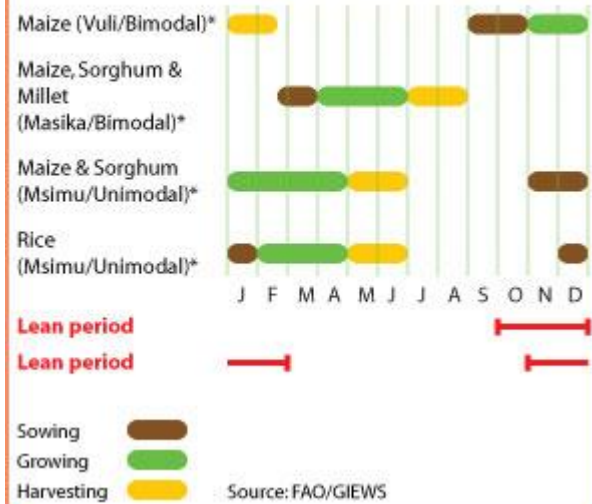 Maize (Vuli/Bimodal)*
Maize, Sorghum &
Millet
(Masika/Bimodal)*
Maize & Sorghum
(Msimu/Unimodal)*
Rice
(Msimu/Unimodal)*
J F M A M J J A S O N D
Lean period
Lean period
Sowing
Growing
Harvesting
Source: FAO/GIEWS